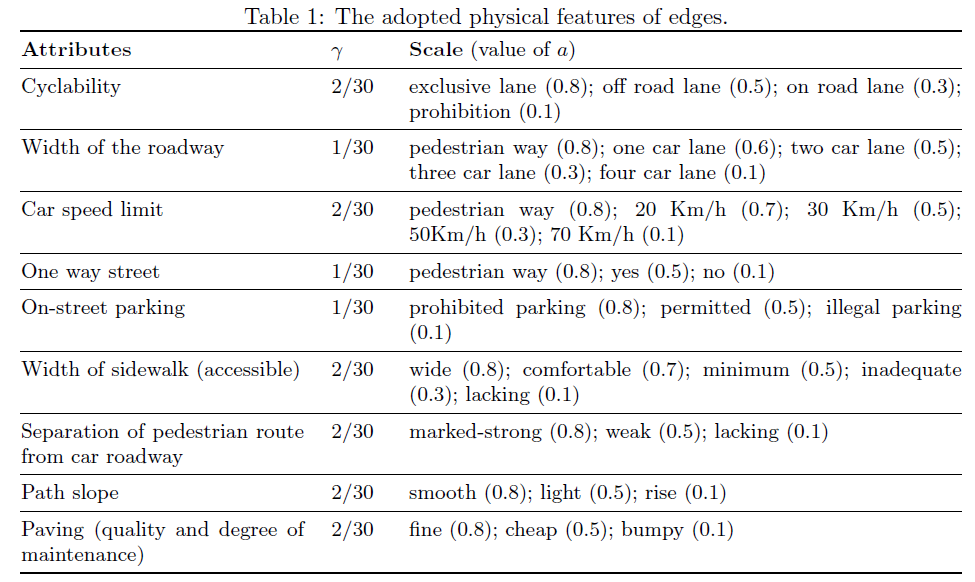 Table 1: The adopted physical features of edges.
Attributes γ Scale (value of a)
Cyclability 2/30 exclusive lane (0.8); off road lane (0.5); on road lane (0.3);
prohibition (0.1)
Width of the roadway 1/30 pedestrian way (0.8); one car lane (0.6); two car lane (0.5);
three car lane (0.3); four car lane (0.1)
Car speed limit 2/30 pedestrian way (0.8); 20 Km/h (0.7); 30 Km/h (0.5);
50Km/h (0.3); 70 Km/h (0.1)
One way street 1/30 pedestrian way (0.8); yes (0.5); no (0.1)
On-street parking 1/30 prohibited parking (0.8); permitted (0.5); illegal parking
(0.1)
Width of sidewalk (accessible) 2/30 wide (0.8); comfortable (0.7); minimum (0.5); inadequate
(0.3); lacking (0.1)
Separation of pedestrian route 2/30 marked-strong (0.8); weak (0.5); lacking (0.1)
from car roadway
Path slope 2/30 smooth (0.8); light (0.5); rise (0.1)
Paving (quality and degree of 2/30 fine (0.8); cheap (0.5); bumpy (0.1)
maintenance)